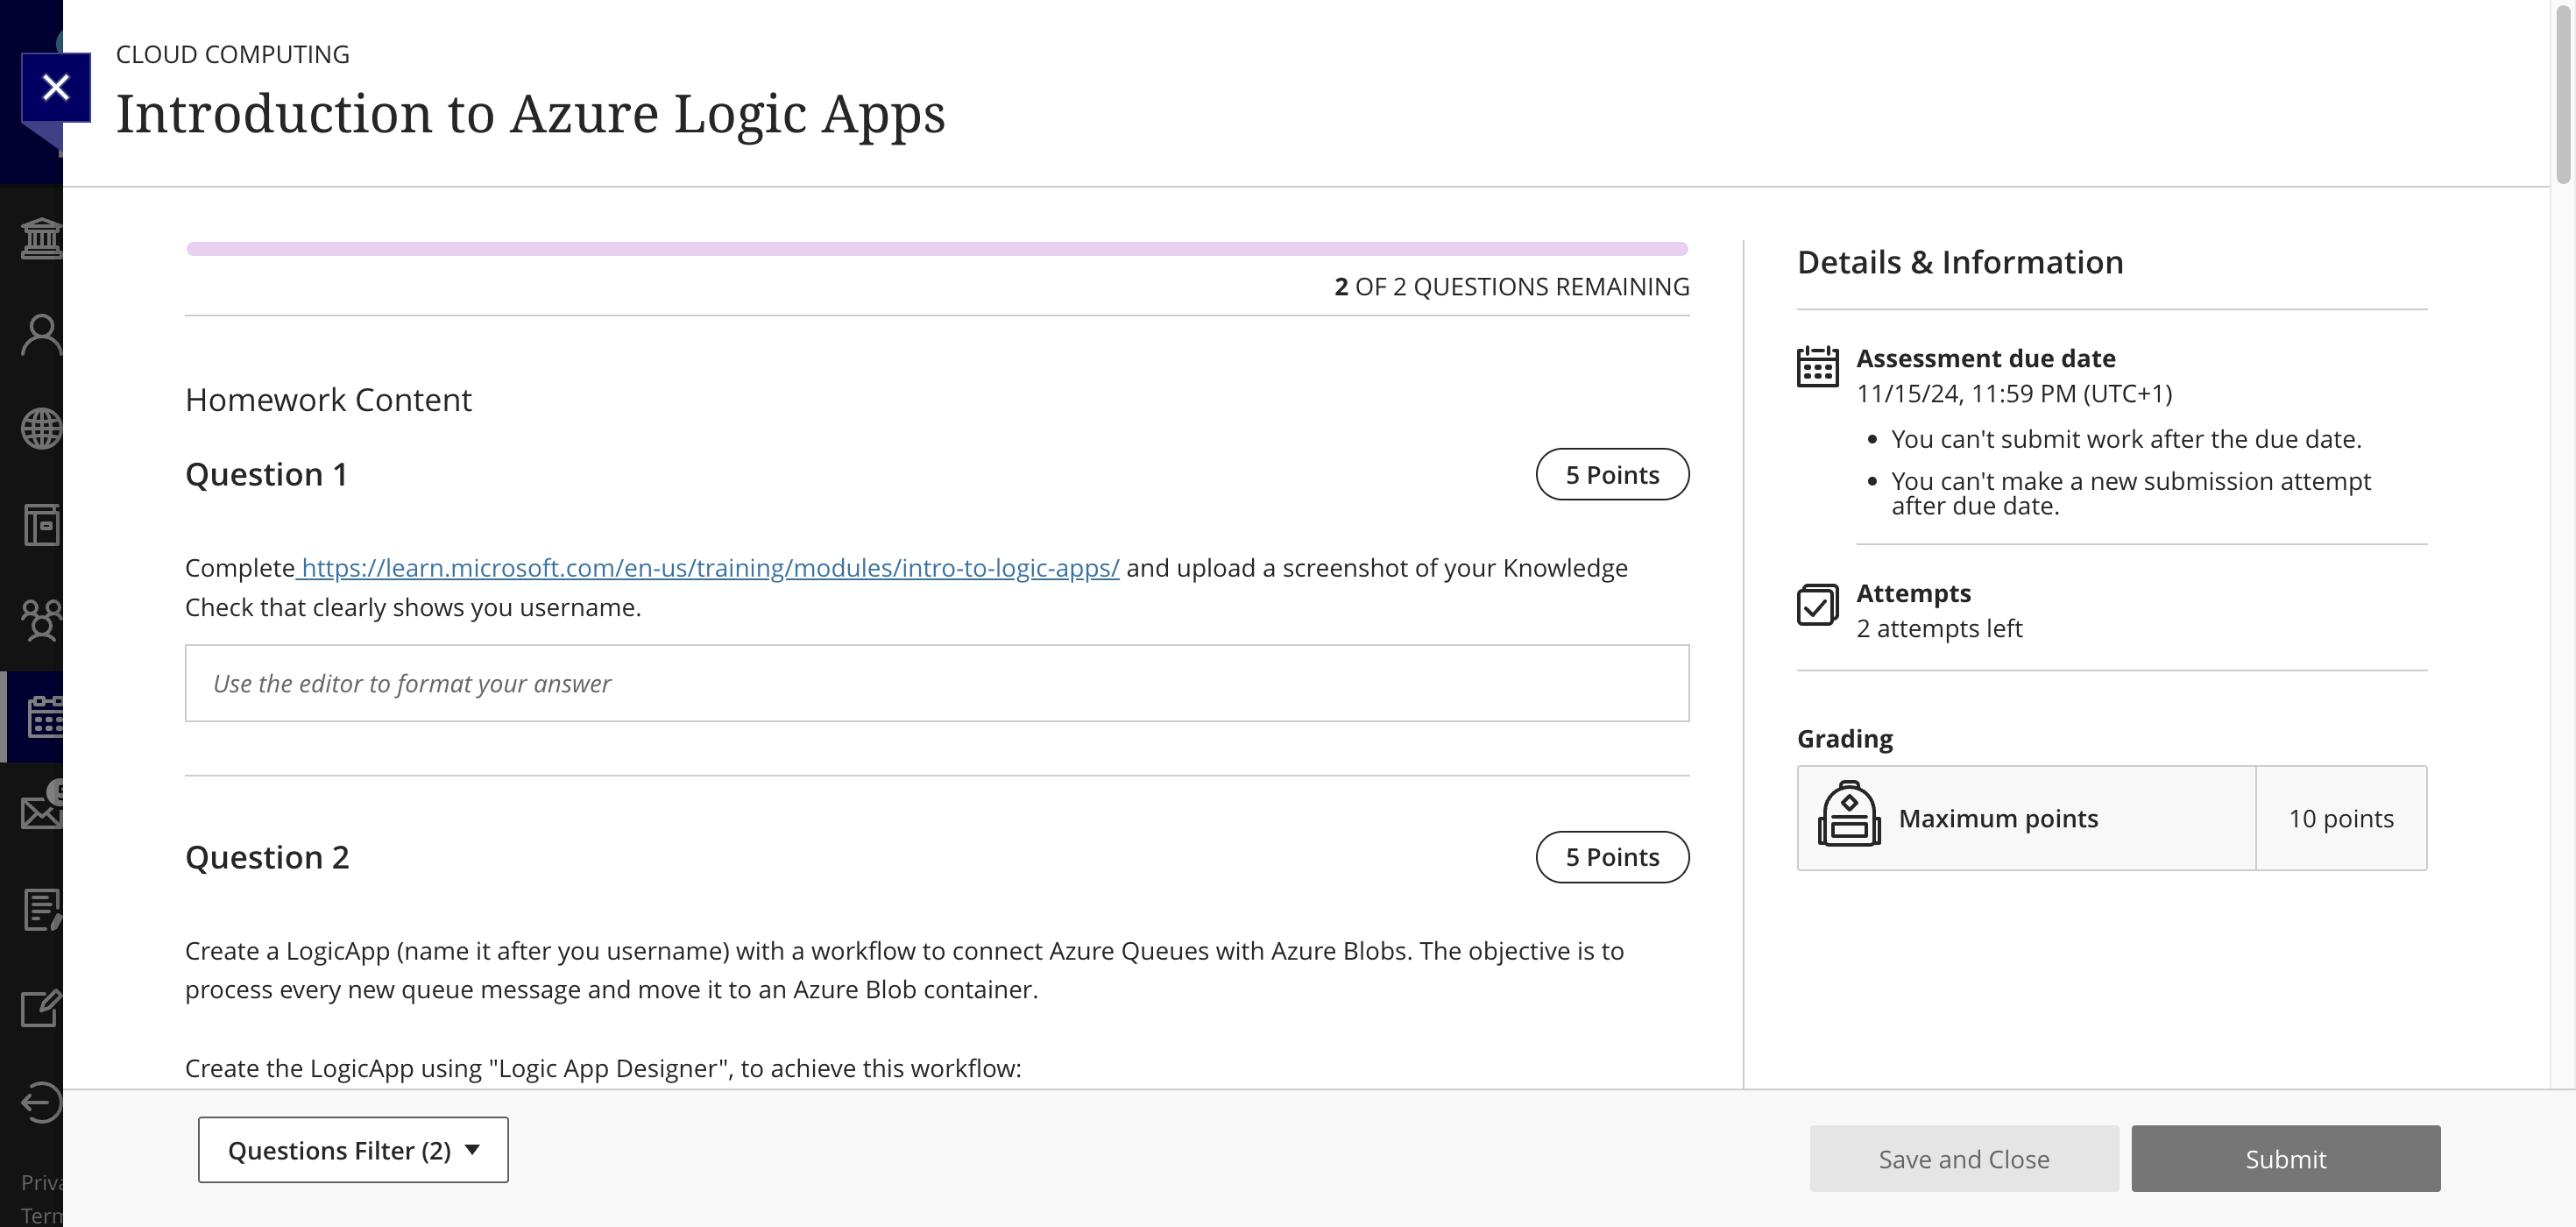 CLOUD COMPUTING
Introduction to Azure Logic Apps
2 OF 2 QUESTIONS REMAINING
Homework Content
Question 1
5 Points
Complete https://learn.microsoft.com/en-us/training/modules/intro-to-logic-apps/ and upload a screenshot of your Knowledge
Check that clearly shows you username.
Use the editor to format your answer
Question 2
5 Points
Create a LogicApp (name it after you username) with a workflow to connect Azure Queues with Azure Blobs. The objective is to
process every new queue message and move it to an Azure Blob container.
Create the LogicApp using "Logic App Designer", to achieve this workflow:
Details & Information
Assessment due date
11/15/24, 11:59 PM (UTC+1)
• You can't submit work after the due date.
• You can't make a new submission attempt
after due date.
Attempts
2 attempts left
Grading
Maximum points
10 points
Questions Filter (2)
Save and Close
Submit